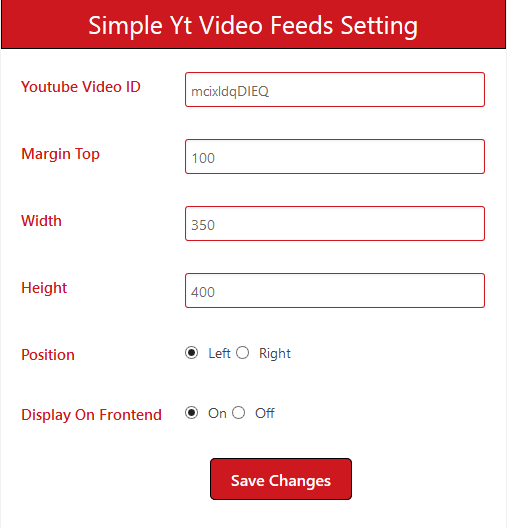 Simple Yt Video Feeds Setting
Youtube Video ID mcixldqDIEQ
Margin Top 100
Width 350
Height 400
Position Left Right
Display On Frontend On Off
Save Changes